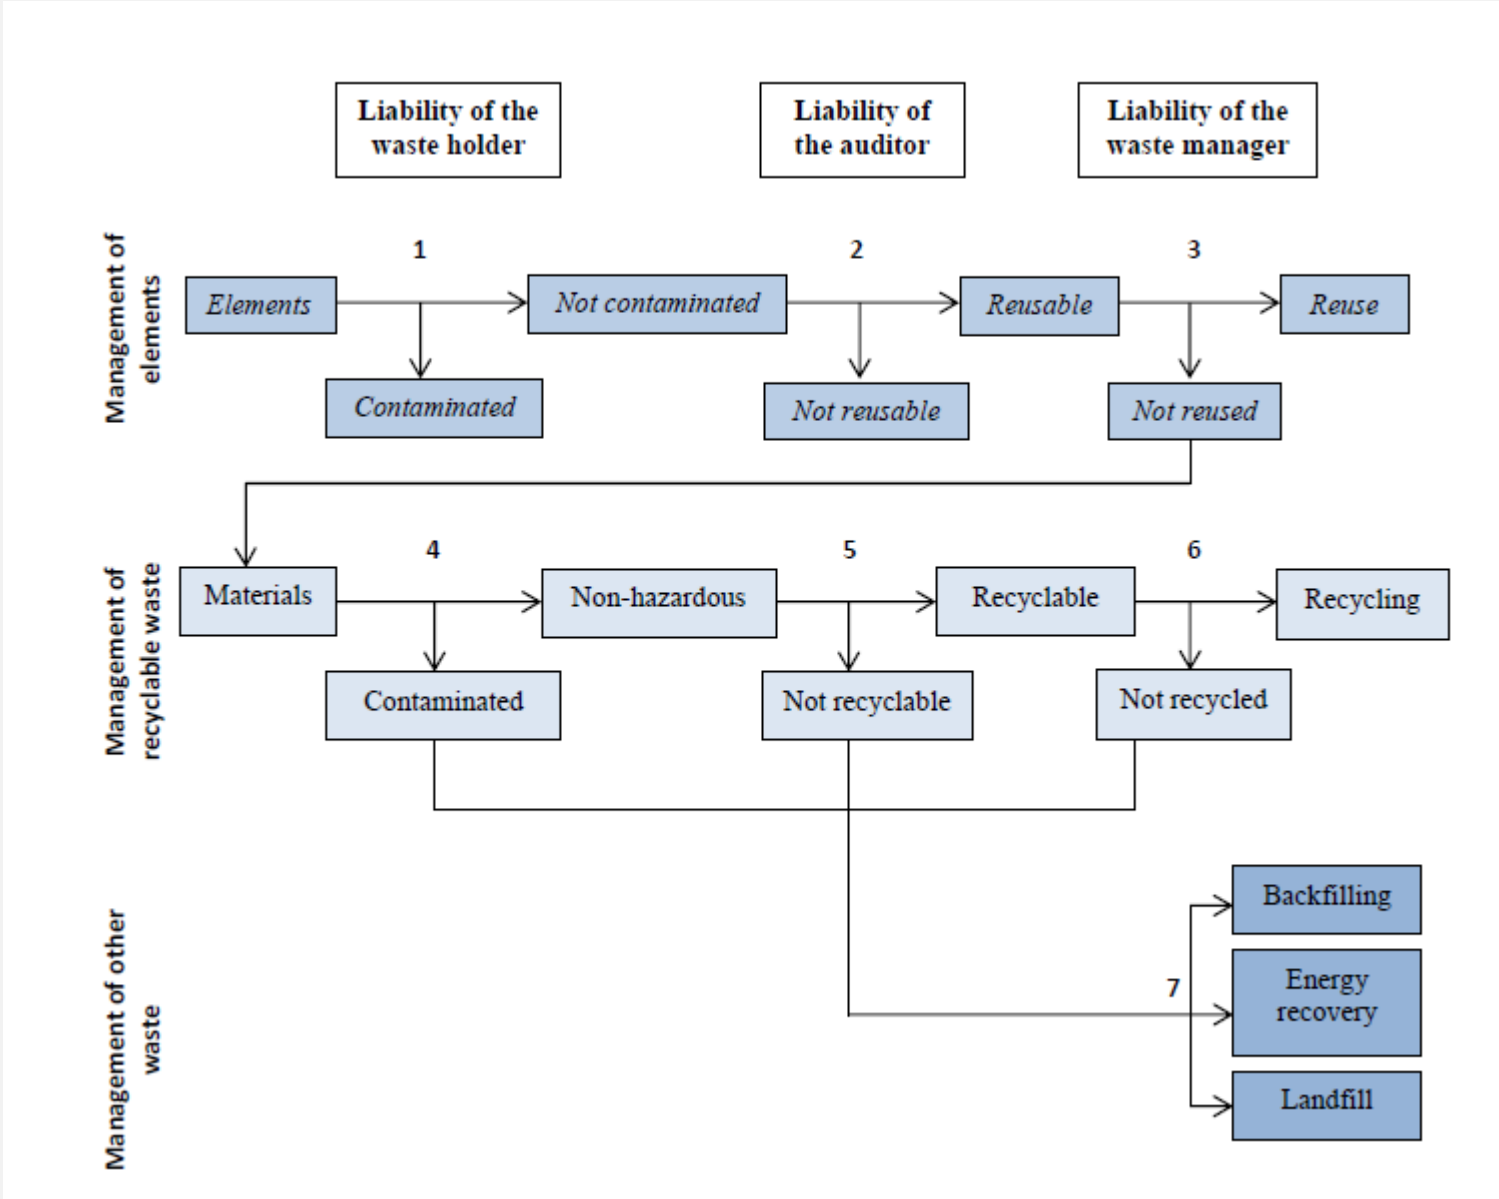 Liability of the
waste holder
Liability of
the auditor
Liability of the
waste manager
Management of
elements
1
2
3
Elements
Not contaminated
Reusable
Reuse
Contaminated
Not reusable
Not reused
Management of
recyclable waste
4
5
6
Materials
Non-hazardous
Recyclable
Recycling
Contaminated
Not recyclable
Not recycled
Management of other
waste
7
Backfilling
Energy
recovery
Landfill